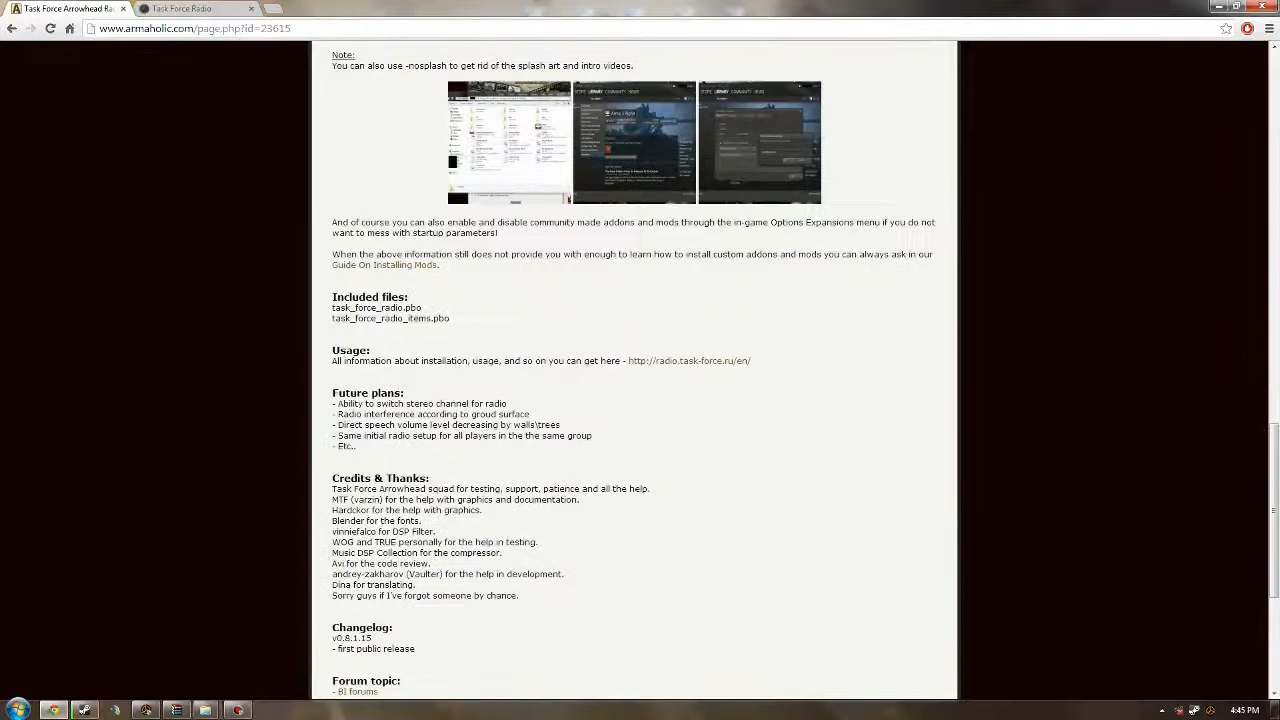 Task Force Arrowhead Ra
Task Force Radio
www.armaholic.com/page.php?id=23615
Note:
You can also use -nosplash to get rid of the splash art and intro videos.
And of course you can also enable and disable community made addons and mods through the in-game Options Expansions menu if you do not
want to mess with startup parameters!
When the above information still does not provide you with enough to learn how to install custom addons and mods you can always ask in our
Guide On Installing Mods.
Included files:
task_force_radio.pbo
task_force_radio_items.pbo
Usage:
All information about installation, usage, and so on you can get here - http://radio.task-force.ru/en/
Future plans:
- Ability to switch stereo channel for radio
- Radio interference according to groud surface
- Direct speech volume level decreasing by walls\trees
- Same initial radio setup for all players in the the same group
- Etc..
Credits & Thanks:
Task Force Arrowhead squad for testing, support, patience and all the help.
MTF (varzin) for the help with graphics and documentation.
Hardckor for the help with graphics.
Blender for the fonts.
vinniefalco for DSP Filter.
WOG and TRUE personally for the help in testing.
Music DSP Collection for the compressor.
Avi for the code review.
andrey-zakharov (Vaulter) for the help in development.
Dina for translating.
Sorry guys if I've forgot someone by chance.
Changelog:
v0.8.1.15
- first public release
Forum topic:
- BI forums
4:45 PM